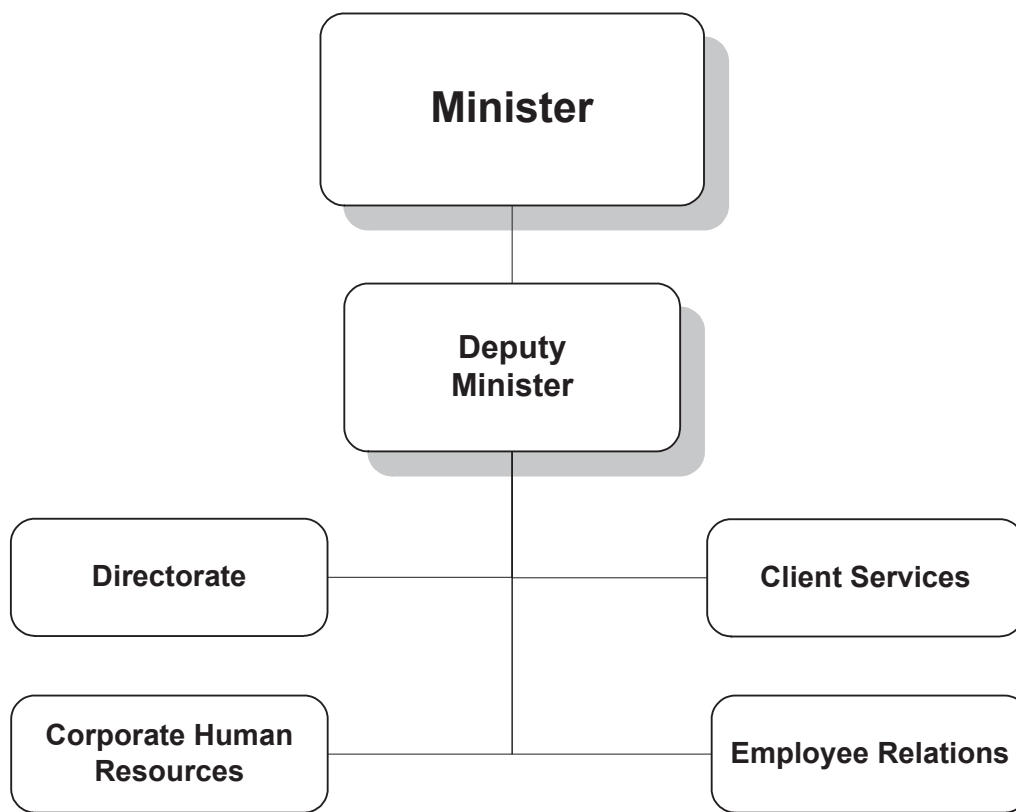 Minister
Deputy
Minister
Directorate
Client Services
Corporate Human
Resources
Employee Relations